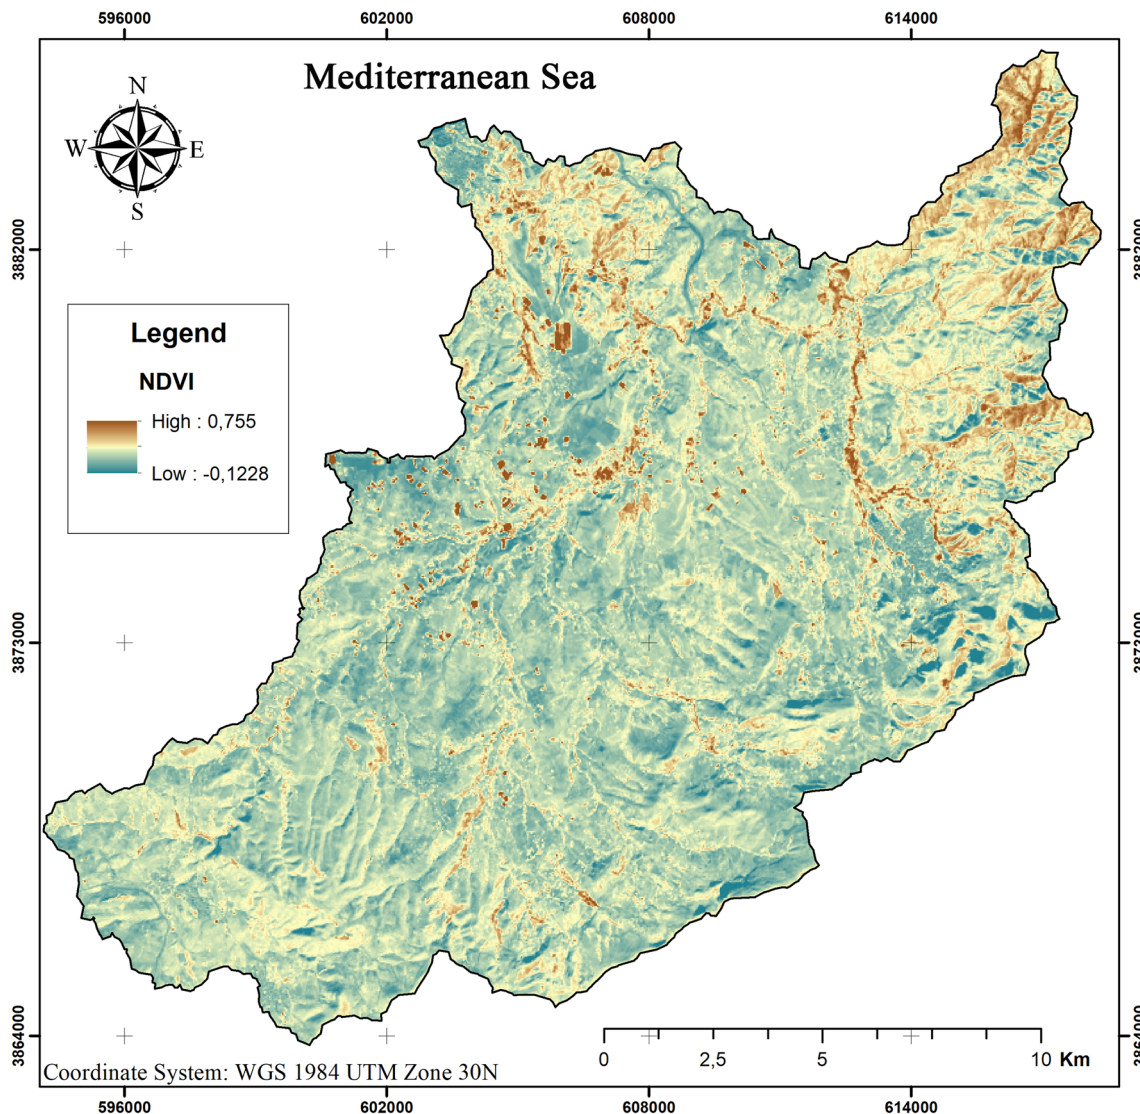 596000 602000 608000 614000
Mediterranean Sea
N
W E
S
3882000 3882000
Legend
NDVI
High : 0,755
Low : -0,1228
3873000 3873000
3864000 3864000
0 2,5 5 10 Km
Coordinate System: WGS 1984 UTM Zone 30N
596000 602000 608000 614000